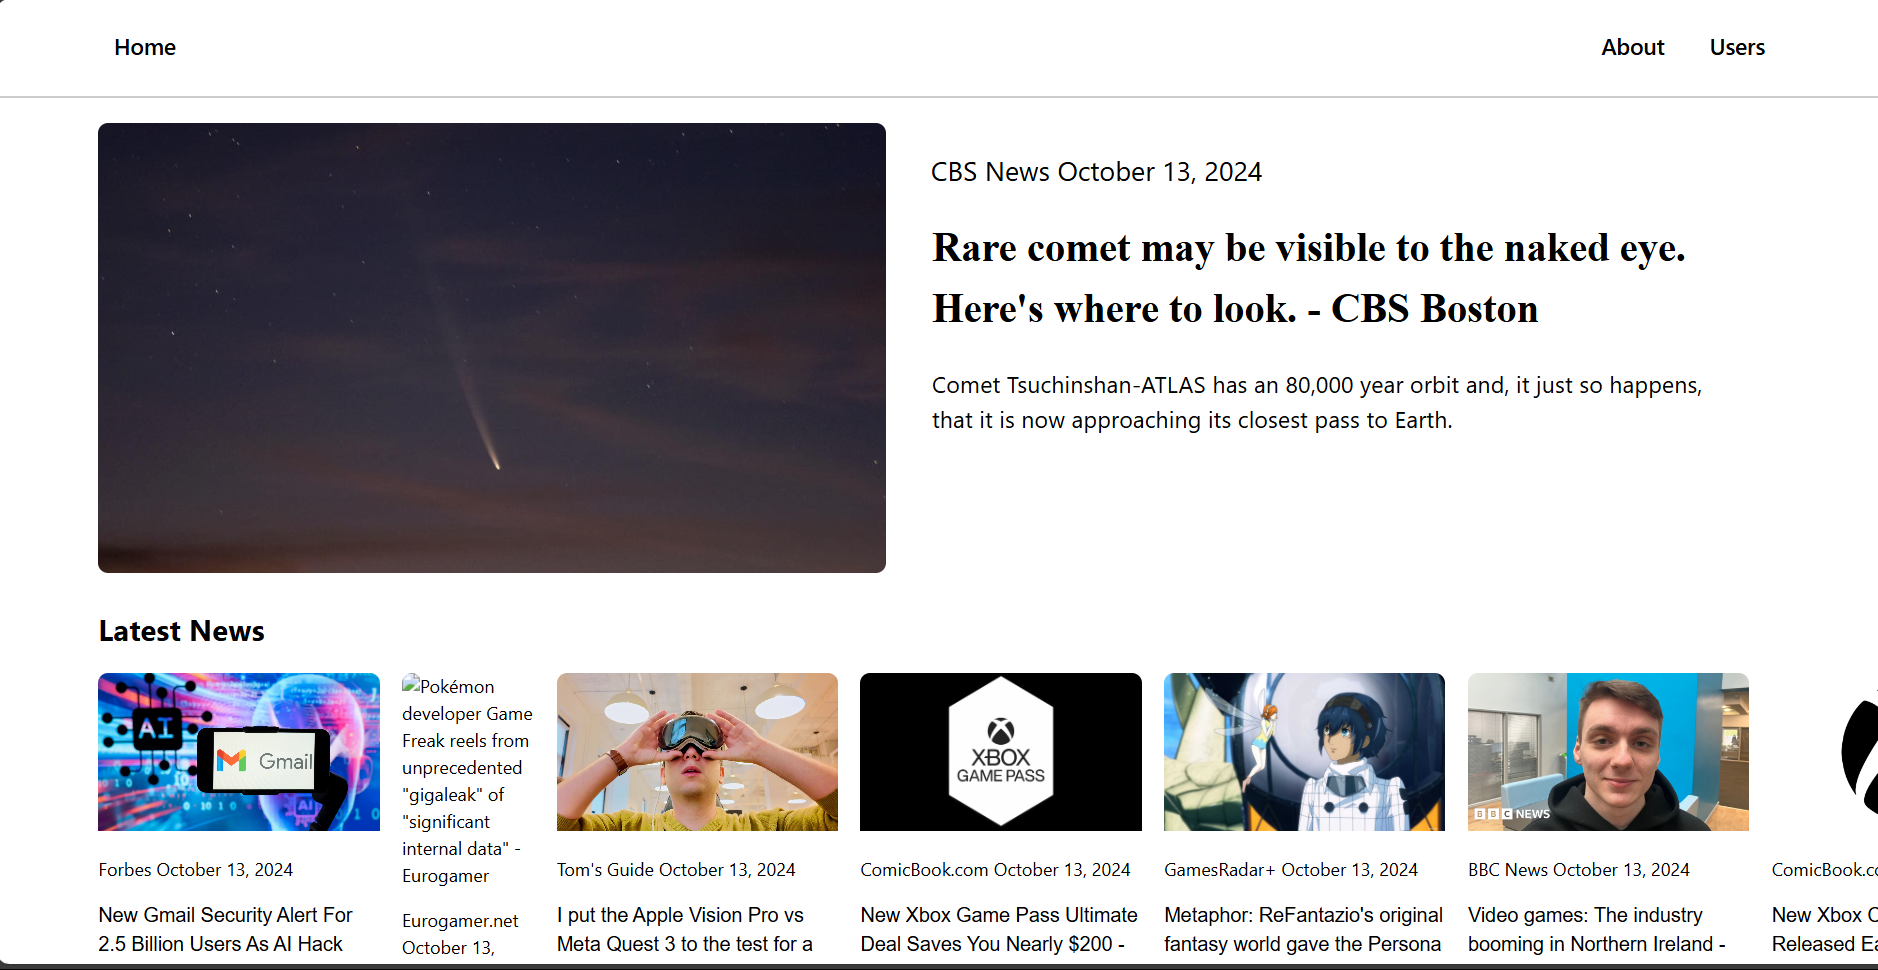 Home
About
Users
CBS News October 13, 2024
Rare comet may be visible to the naked eye.
Here's where to look. - CBS Boston
Comet Tsuchinshan-ATLAS has an 80,000 year orbit and, it just so happens,
that it is now approaching its closest pass to Earth.
Latest News
AI
Gmail
AI
Forbes October 13, 2024
New Gmail Security Alert For
2.5 Billion Users As AI Hack
Pokémon
developer Game
Freak reels from
unprecedented
"gigaleak" of
"significant
internal data" -
Eurogamer
Eurogamer.net
October 13,
Tom's Guide October 13, 2024
I put the Apple Vision Pro vs
Meta Quest 3 to the test for a
XBOX
GAME PASS
ComicBook.com October 13, 2024
New Xbox Game Pass Ultimate
Deal Saves You Nearly $200 -
GamesRadar+ October 13, 2024
Metaphor: ReFantazio's original
fantasy world gave the Persona
BBC NEWS
BBC News October 13, 2024
Video games: The industry
booming in Northern Ireland -
ComicBook.c
New Xbox
Released